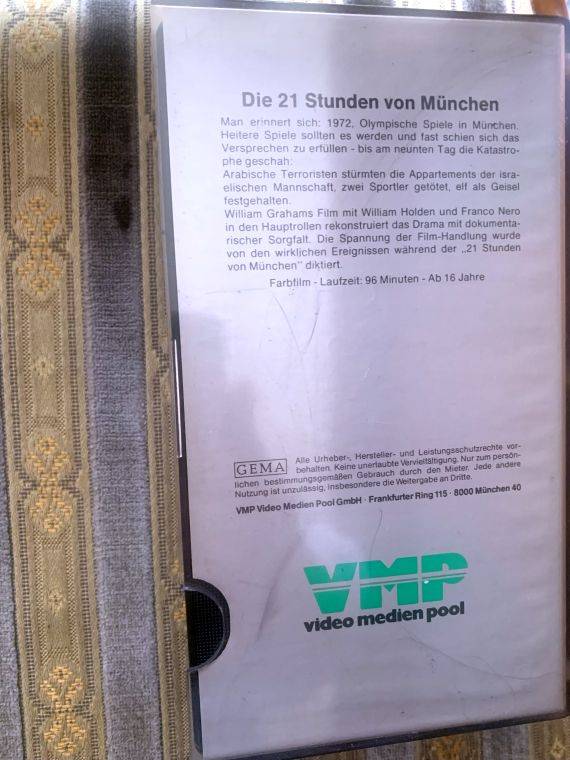 Die 21 Stunden von München
Man erinnert sich: 1972, Olympische Spiele in München.
Heitere Spiele sollten es werden und fast schien sich das
Versprechen zu erfüllen - bis am neunten Tag die Katastro-
phe geschah:
Arabische Terroristen stürmten die Appartements der isra-
elischen Mannschaft, zwei Sportler getötet, elf als Geisel
festgehalten.
William Grahams Film mit William Holden und Franco Nero
in den Hauptrollen rekonstruiert das Drama mit dokumenta-
rischer Sorgfalt. Die Spannung der Film-Handlung wurde
von den wirklichen Ereignissen während der „21 Stunden
von München" diktiert.
Farbfilm - Laufzeit: 96 Minuten - Ab 16 Jahre
GEMA Alle Urheber-, Hersteller- und Leistungsschutzrechte vor-
behalten. Keine unerlaubte Vervielfältigung. Nur zum persön-
lichen bestimmungsgemäßen Gebrauch durch den Mieter. Jede andere
Nutzung ist unzulässig, insbesondere die Weitergabe an Dritte.
VMP Video Medien Pool GmbH · Frankfurter Ring 115 · 8000 München 40
VMP
video medien pool